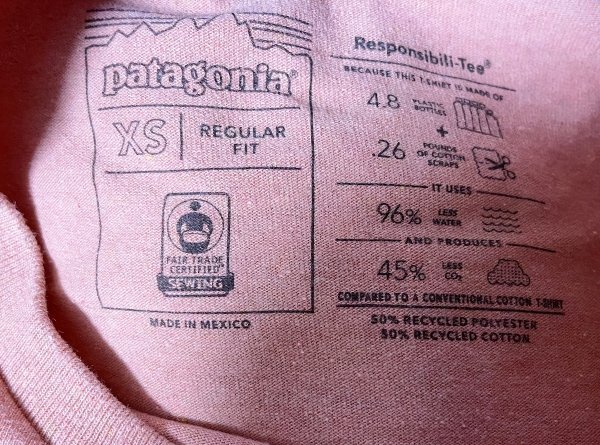 patagonia®
XS
REGULAR
FIT
FAIR TRADE
CERTIFIED™
SEWING
MADE IN MEXICO
Responsibili-Tee®
BECAUSE THIS T-SHIRT IS MADE OF
4.8 PLASTIC
BOTTLES
+
.26 POUNDS
OF COTTON
SCRAPS
IT USES
96% LESS
WATER
AND PRODUCES
45% LESS
CO₂
COMPARED TO A CONVENTIONAL COTTON T-SHIRT
50% RECYCLED POLYESTER
50% RECYCLED COTTON